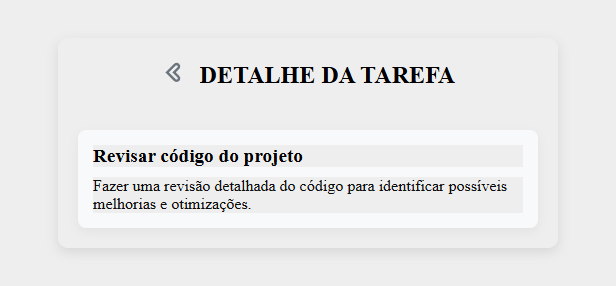 DETALHE DA TAREFA
Revisar código do projeto
Fazer uma revisão detalhada do código para identificar possíveis
melhorias e otimizações.